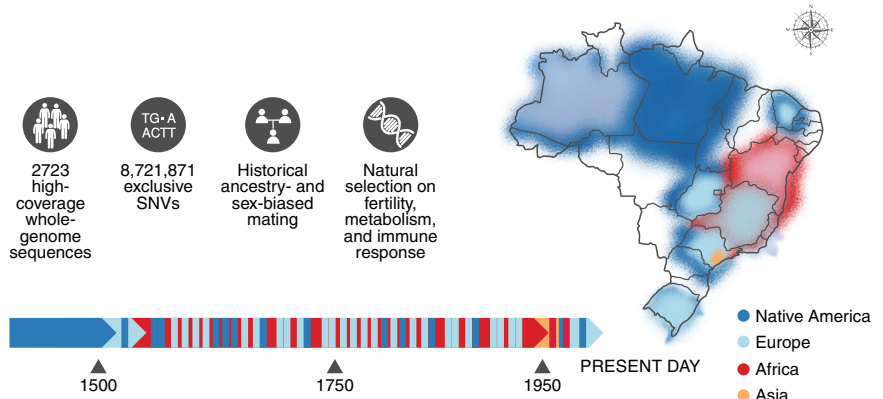 TG·A
ACTT
2723
high-
coverage
whole-
genome
sequences
8,721,871
exclusive
SNVs
Historical
ancestry- and
sex-biased
mating
Natural
selection on
fertility,
metabolism,
and immune
response
N
W
E
S
Native America
Europe
Africa
Asia
PRESENT DAY
1500
1750
1950